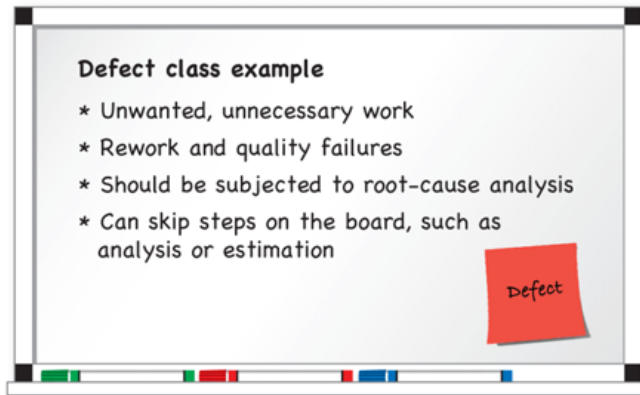 Defect class example
* Unwanted, unnecessary work
* Rework and quality failures
* Should be subjected to root-cause analysis
* Can skip steps on the board, such as
analysis or estimation
Defect